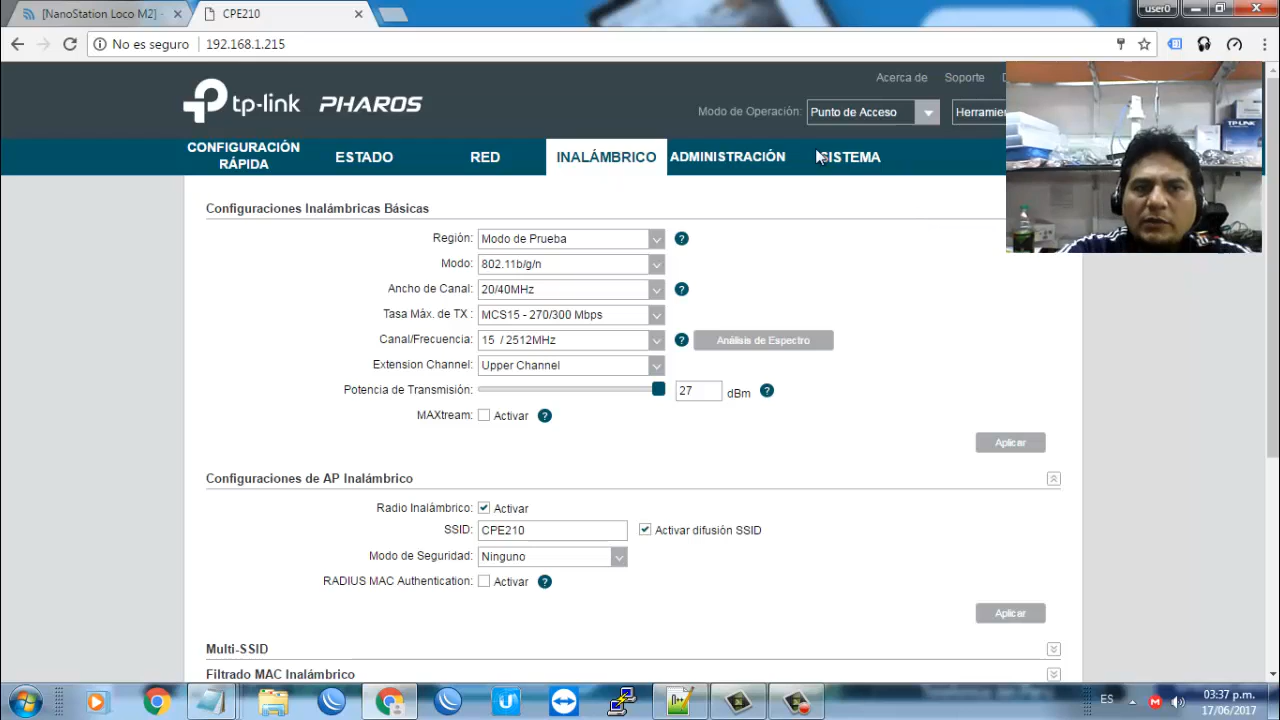 [NanoStation Loco M2] -
CPE210
user0
No es seguro
192.168.1.215
Acerca de
Soporte
tp-link
PHAROS
Modo de Operación:
Punto de Acceso
CONFIGURACIÓN
RÁPIDA
ESTADO
RED
INALÁMBRICO
ADMINISTRACIÓN
SISTEMA
Configuraciones Inalámbricas Básicas
Región: Modo de Prueba ?
Modo: 802.11b/g/n
Ancho de Canal: 20/40MHz ?
Tasa Máx. de TX : MCS15 - 270/300 Mbps
Canal/Frecuencia: 15 / 2512MHz ? Análisis de Espectro
Extension Channel: Upper Channel
Potencia de Transmisión: 27 dBm ?
MAXtream: Activar ?
Aplicar
Configuraciones de AP Inalámbrico
Radio Inalámbrico: Activar
SSID: CPE210 Activar difusión SSID
Modo de Seguridad: Ninguno
RADIUS MAC Authentication: Activar ?
Aplicar
Multi-SSID
Filtrado MAC Inalámbrico
ES
03:37 p.m.
17/06/2017